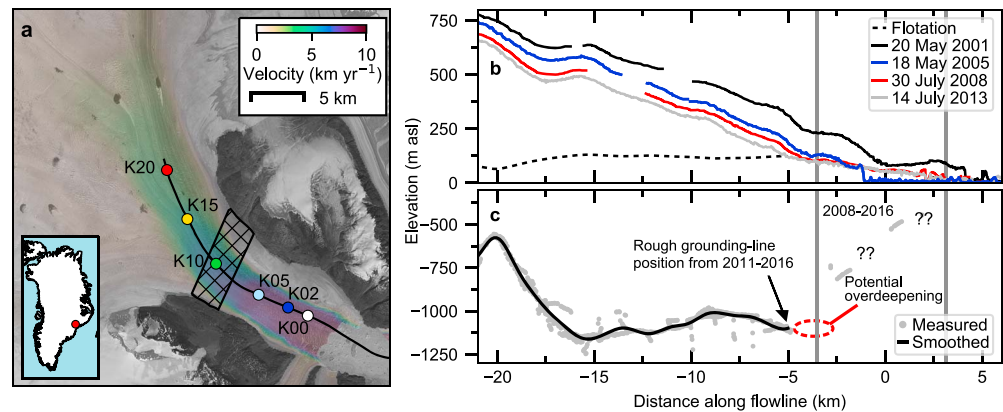 a
0 5 10
Velocity (km yr⁻¹)
5 km
K20
K15
K10
K05
K02
K00
Elevation (m asl)
750
500
250
0
b
Flotation
20 May 2001
18 May 2005
30 July 2008
14 July 2013
−500
−750
−1000
−1250
c
2008-2016
??
??
Rough grounding-line
position from 2011-2016
Potential
overdeepening
Measured
Smoothed
−20 −15 −10 −5 0 5
Distance along flowline (km)